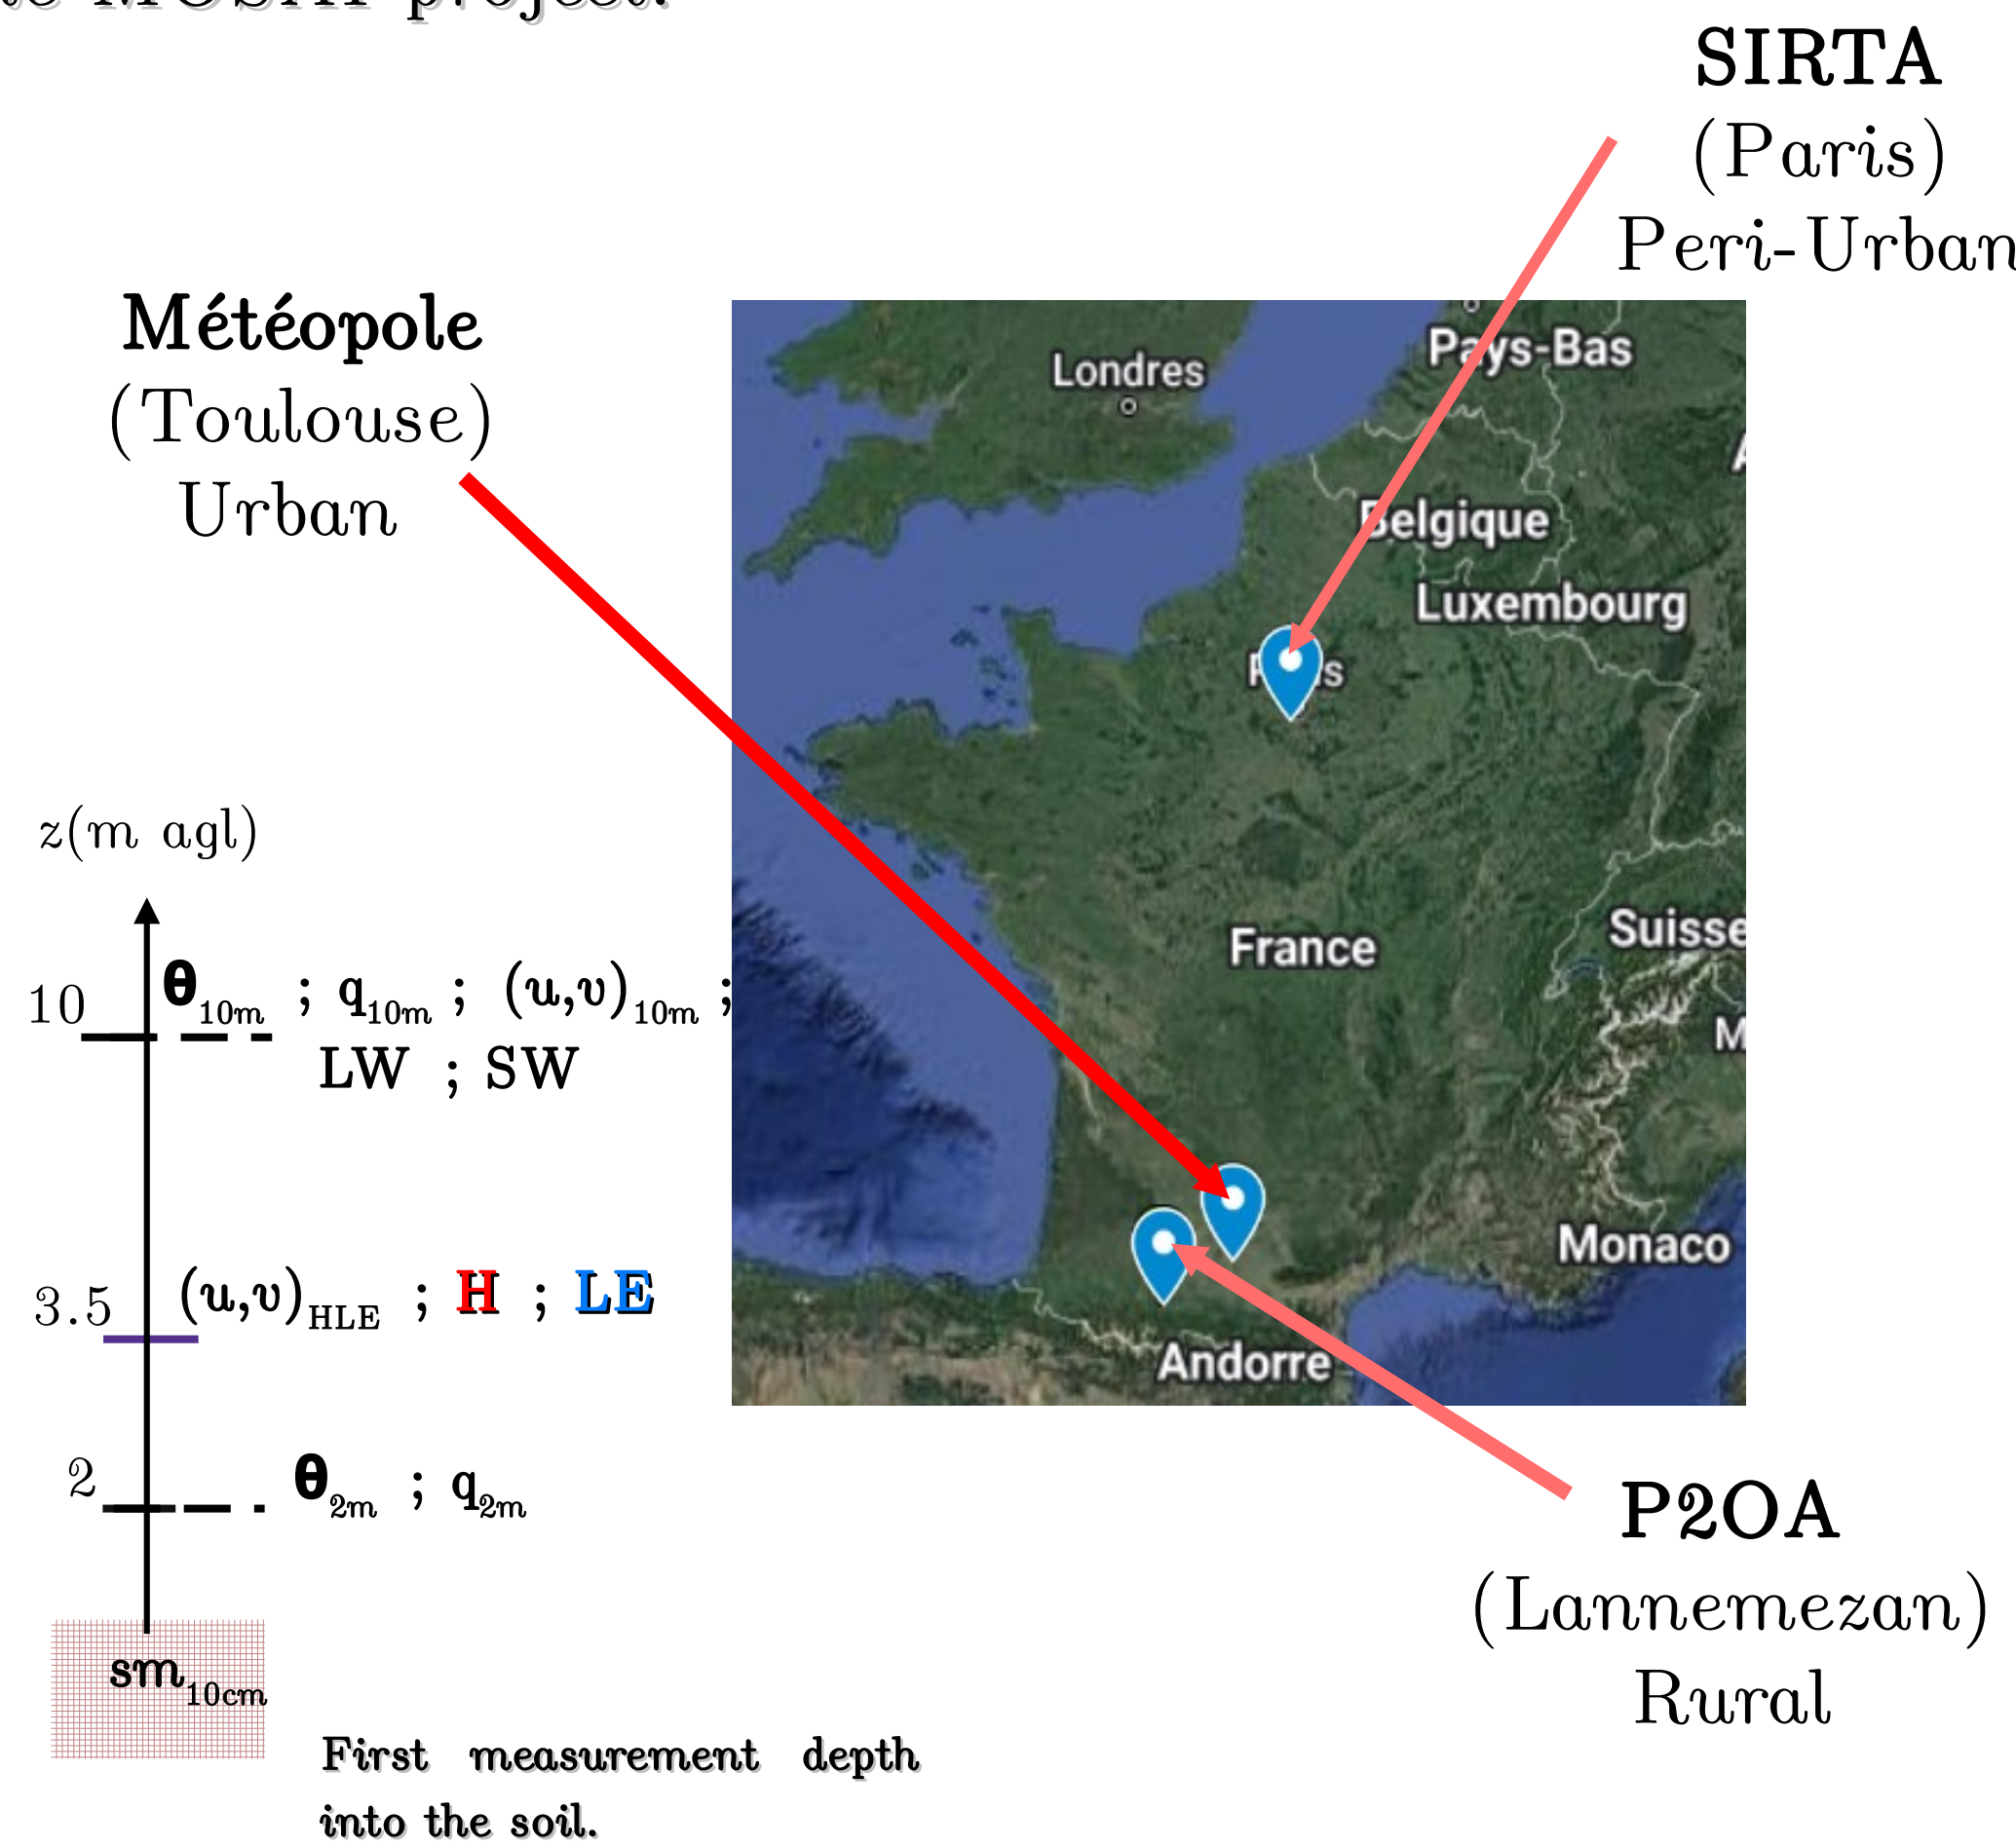 MOSAI project.
SIRTA
(Paris)
Peri-Urban
Météopole
(Toulouse)
Urban
Londres
Pays-Bas
Belgique
Luxembourg
France
Suisse
Monaco
Andorre
z(m agl)
10 θ10m ; q10m ; (u,v)10m ;
LW ; SW
3.5 (u,v)HLE ; H ; LE
2 θ2m ; q2m
sm10cm
First measurement depth
into the soil.
P2OA
(Lannemezan)
Rural